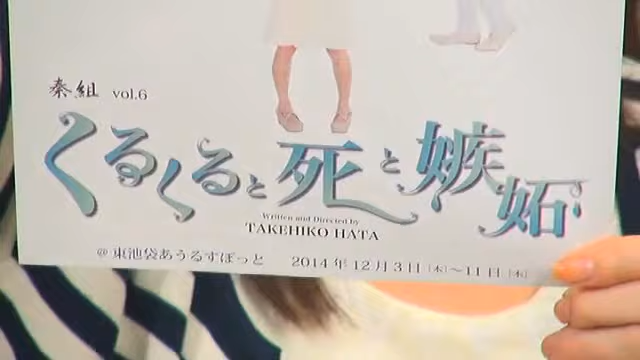 秦組 vol.6
くるくると死と嫉妬
Written and Directed by
TAKEHIKO HATA
@東池袋あうるすぽっと 2014年12月3日[水]～11日[木]